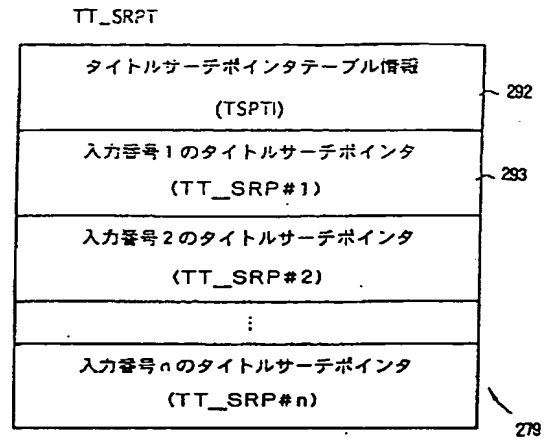 TT_SRPT
タイトルサーチポインタテーブル情報
(TSPTI)
292
入力番号1のタイトルサーチポインタ
(TT_SRP#1)
293
入力番号2のタイトルサーチポインタ
(TT_SRP#2)
⋮
入力番号nのタイトルサーチポインタ
(TT_SRP#n)
279